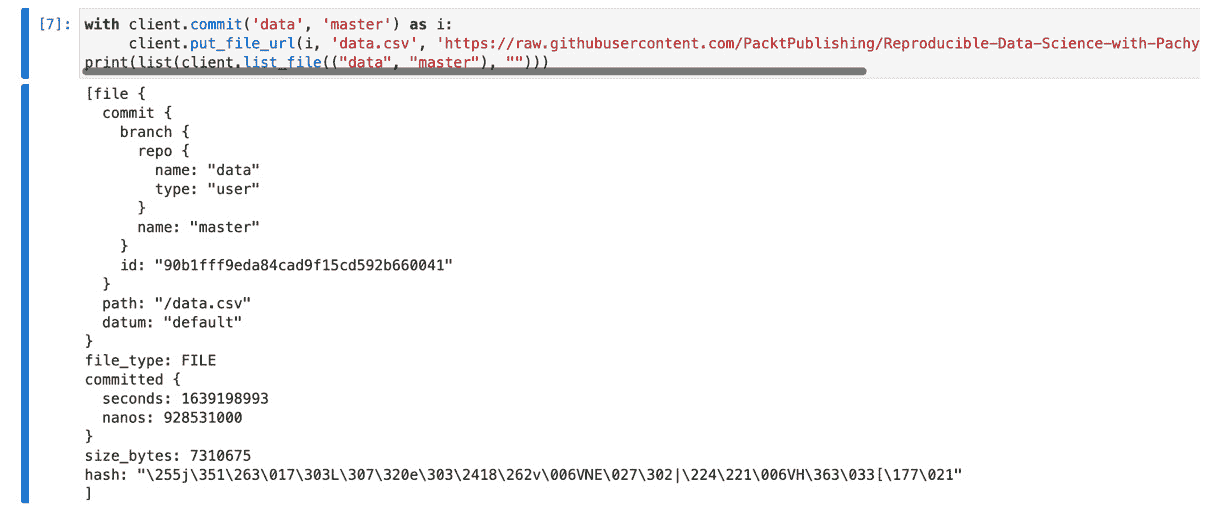 [7]: with client.commit('data', 'master') as i:
     client.put_file_url(i, 'data.csv', 'https://raw.githubusercontent.com/PacktPublishing/Reproducible-Data-Science-with-Pachy
print(list(client.list_file(("data", "master"), "")))
[file {
  commit {
    branch {
      repo {
        name: "data"
        type: "user"
      }
      name: "master"
    }
    id: "90b1fff9eda84cad9f15cd592b660041"
  }
  path: "/data.csv"
  datum: "default"
}
file_type: FILE
committed {
  seconds: 1639198993
  nanos: 928531000
}
size_bytes: 7310675
hash: "\255j\351\263\017\303L\307\320e\303\2418\262v\006VNE\027\302|\224\221\006VH\363\033[\177\021"
]